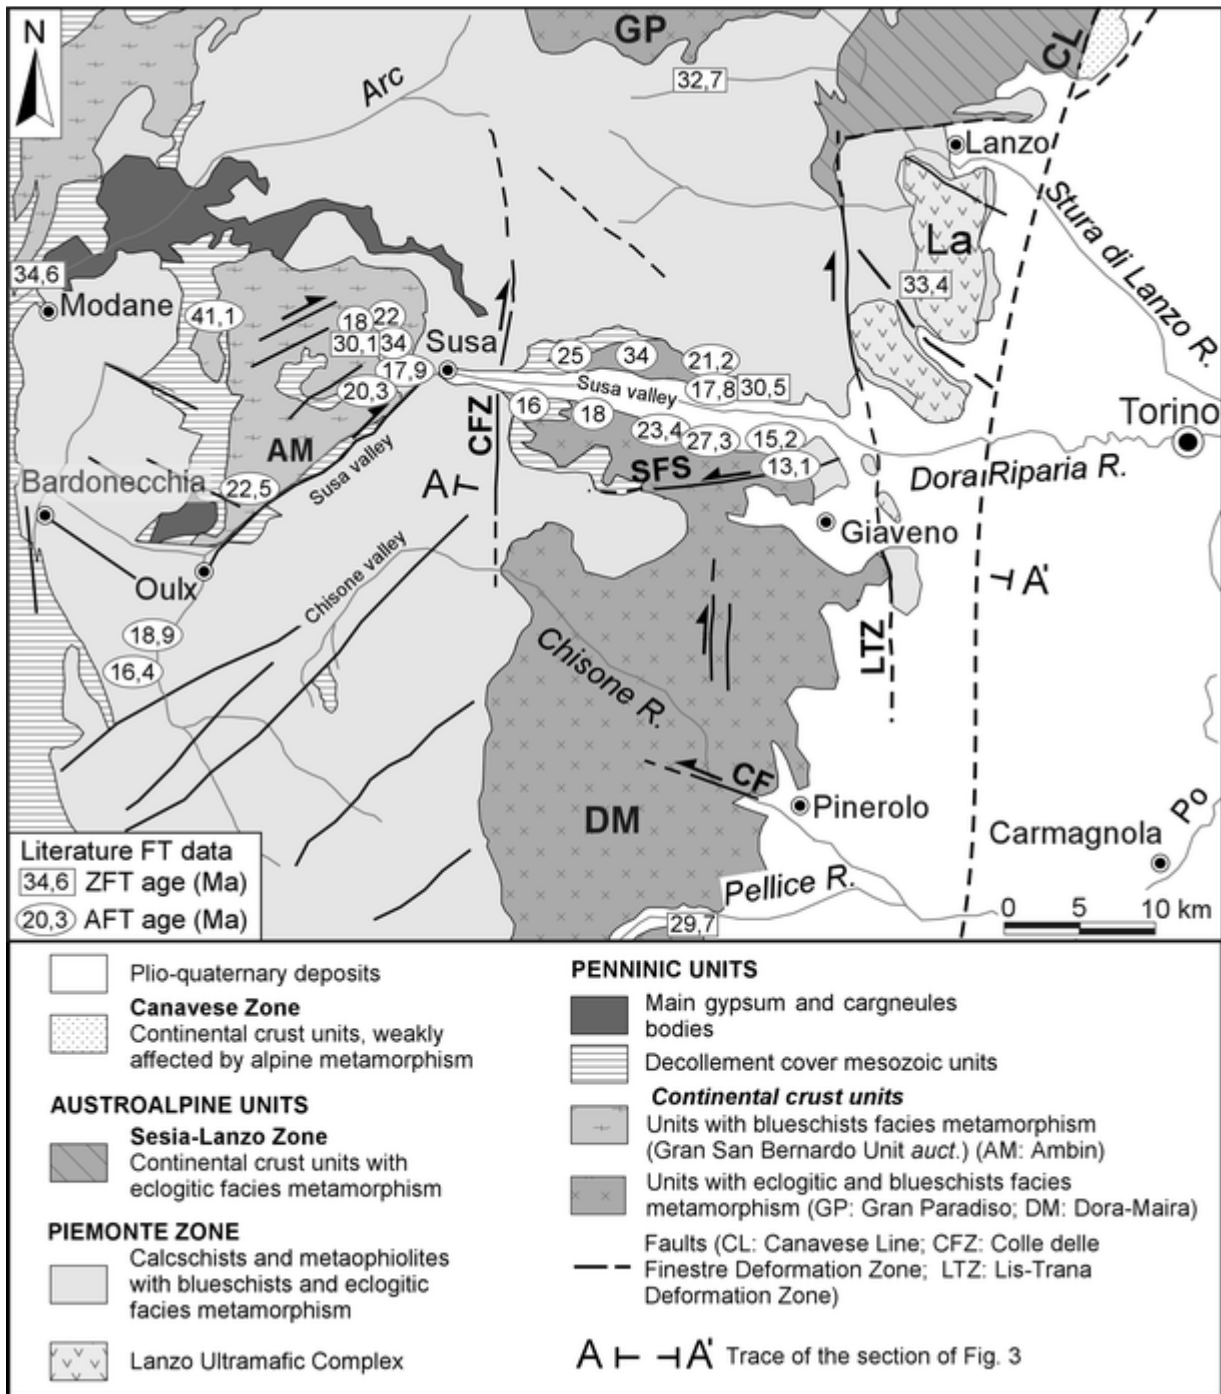 N
GP
CL
Arc
32,7
Lanzo
Stura di Lanzo R.
La
34,6
33,4
Modane
41,1
18
22
30,1
34
Susa
25
34
21,2
17,9
20,3
Susa valley
17,8
30,5
16
18
CFZ
23,4
27,3
15,2
Torino
AM
Susa valley
A
SFS
13,1
Dora Riparia R.
Bardonecchia
22,5
Giaveno
Oulx
Chisone valley
A'
18,9
LTZ
16,4
Chisone R.
CF
DM
Pinerolo
Po
Carmagnola
Literature FT data
34,6 ZFT age (Ma)
20,3 AFT age (Ma)
Pellice R.
29,7
0 5 10 km
Plio-quaternary deposits
Canavese Zone
Continental crust units, weakly
affected by alpine metamorphism
AUSTROALPINE UNITS
Sesia-Lanzo Zone
Continental crust units with
eclogitic facies metamorphism
PIEMONTE ZONE
Calcschists and metaophiolites
with blueschists and eclogitic
facies metamorphism
Lanzo Ultramafic Complex
PENNINIC UNITS
Main gypsum and cargneules
bodies
Decollement cover mesozoic units
Continental crust units
Units with blueschists facies metamorphism
(Gran San Bernardo Unit auct.) (AM: Ambin)
Units with eclogitic and blueschists facies
metamorphism (GP: Gran Paradiso; DM: Dora-Maira)
Faults (CL: Canavese Line; CFZ: Colle delle
Finestre Deformation Zone; LTZ: Lis-Trana
Deformation Zone)
A A' Trace of the section of Fig. 3